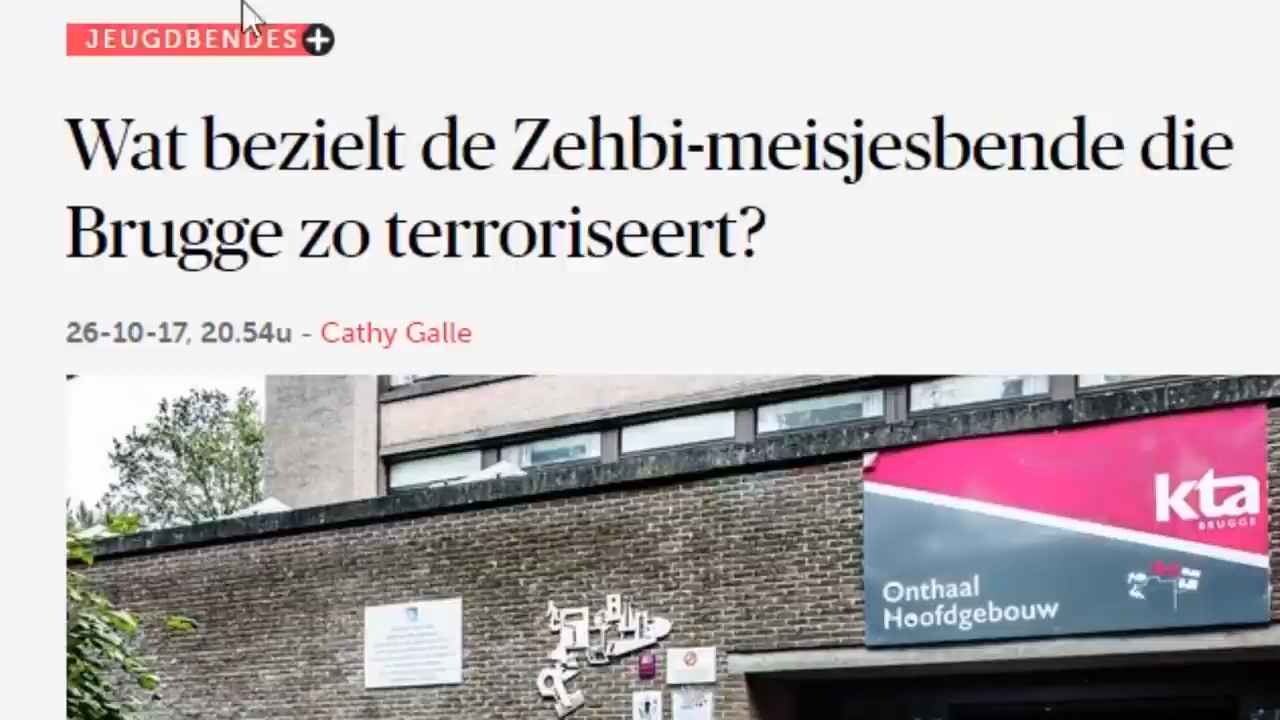 JEUGDBENDES
Wat bezielt de Zehbi-meisjesbende die
Brugge zo terroriseert?
26-10-17, 20.54u - Cathy Galle
kta
BRUGGE
Onthaal
Hoofdgebouw